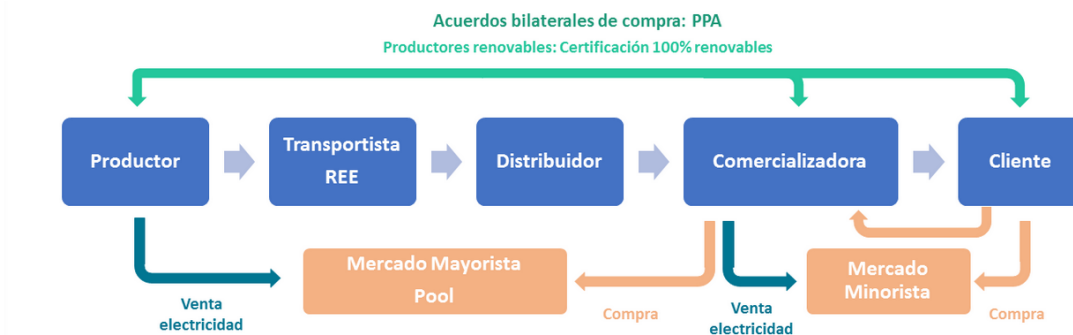 Acuerdos bilaterales de compra: PPA
Productores renovables: Certificación 100% renovables
Productor
Transportista
REE
Distribuidor
Comercializadora
Cliente
Mercado Mayorista
Pool
Mercado
Minorista
Venta
electricidad
Compra
Venta
electricidad
Compra